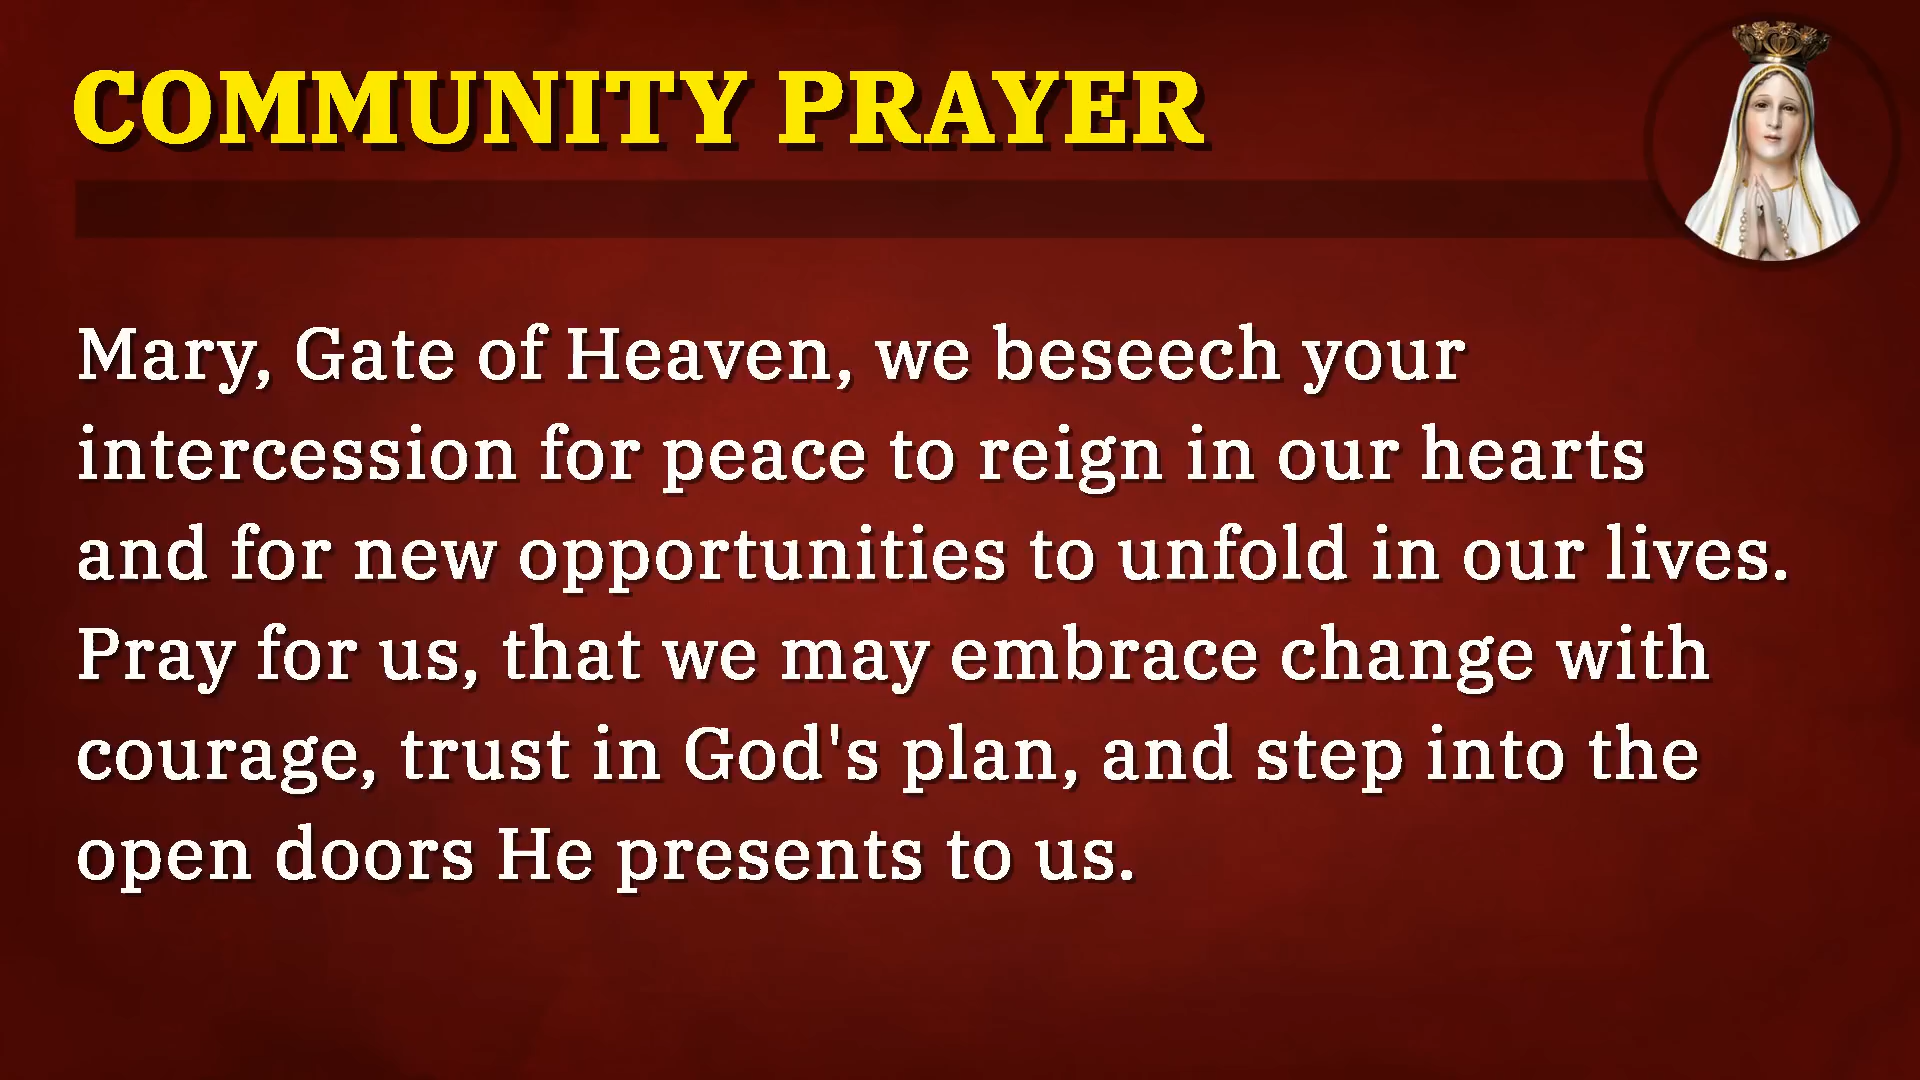 COMMUNITY PRAYER
Mary, Gate of Heaven, we beseech your
intercession for peace to reign in our hearts
and for new opportunities to unfold in our lives.
Pray for us, that we may embrace change with
courage, trust in God's plan, and step into the
open doors He presents to us.